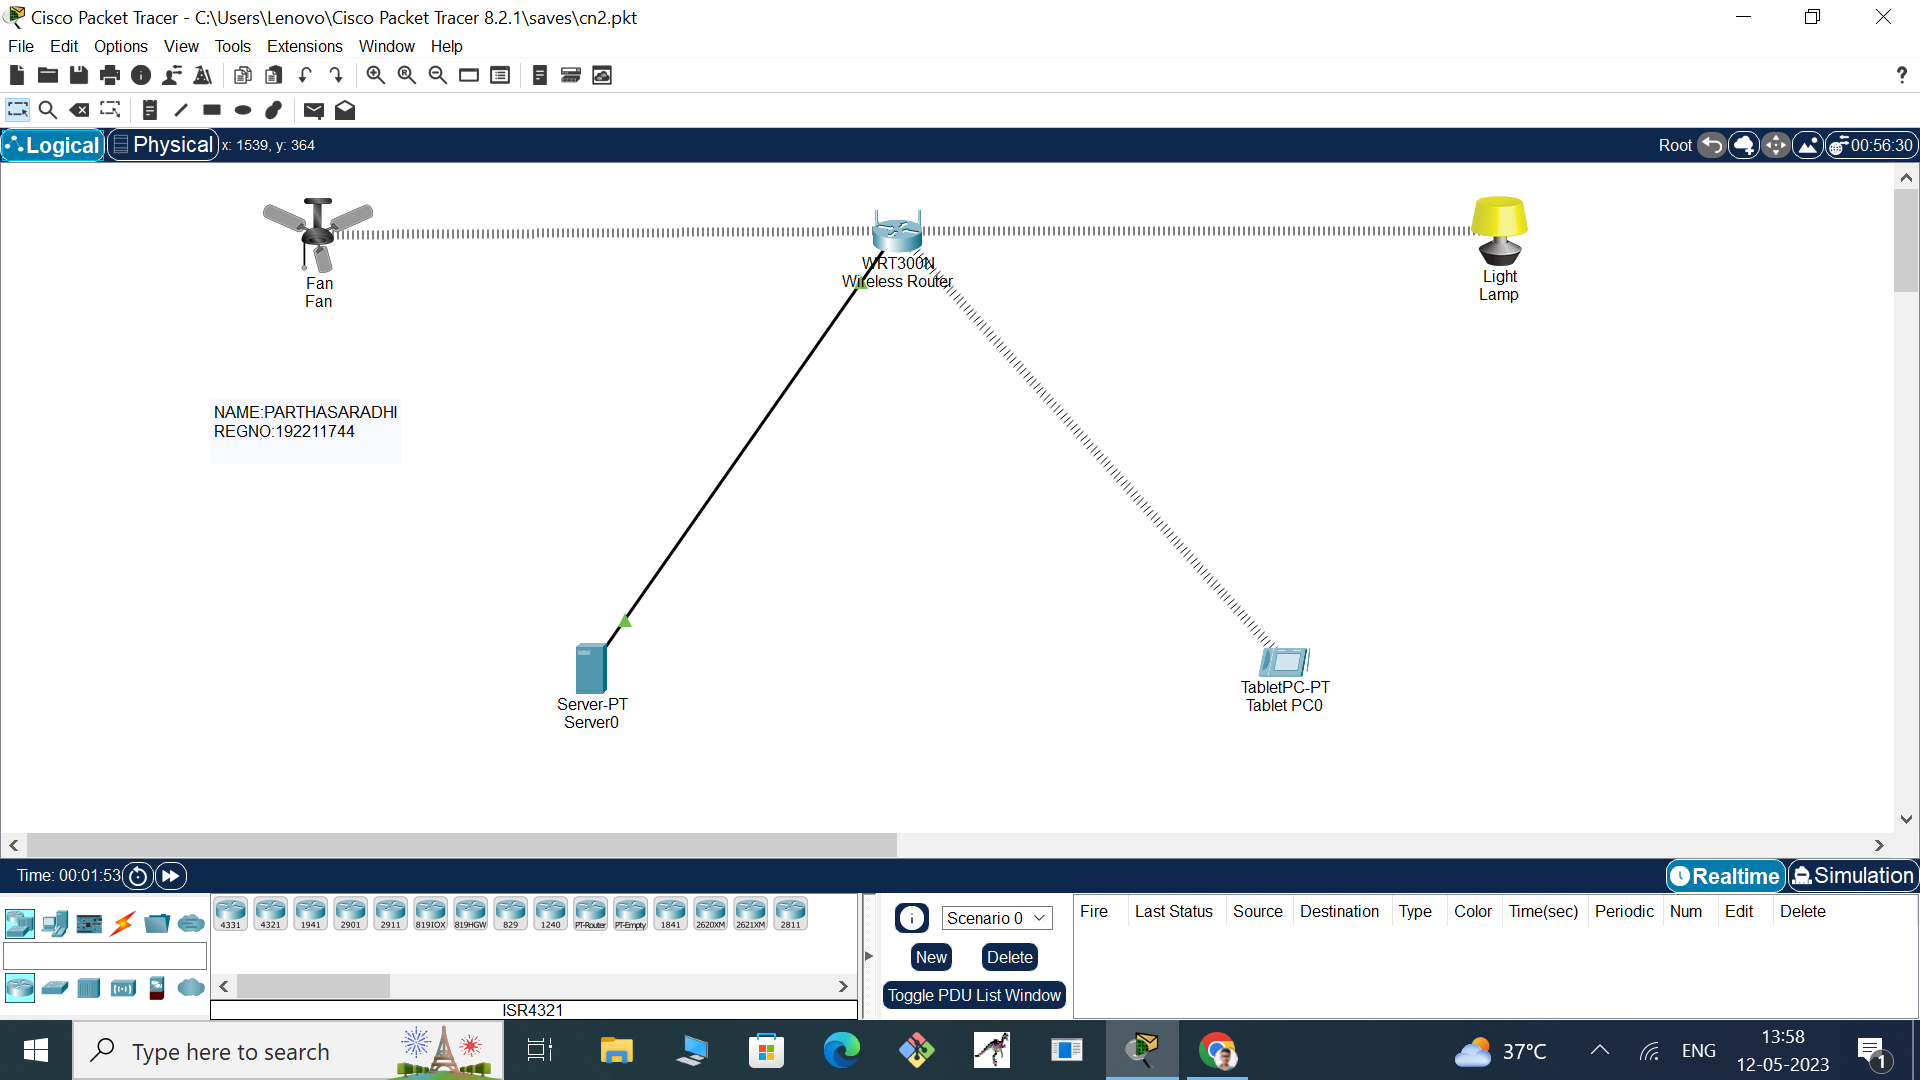 Cisco Packet Tracer - C:\Users\Lenovo\Cisco Packet Tracer 8.2.1\saves\cn2.pkt
File Edit Options View Tools Extensions Window Help
?
Logical Physical x: 1539, y: 364 Root 00:56:30
Fan
Fan
WRT300N
Wireless Router
Light
Lamp
NAME:PARTHASARADHI
REGNO:192211744
Server-PT
Server0
TabletPC-PT
Tablet PC0
Time: 00:01:53 Realtime Simulation
4331 4321 1941 2901 2911 819IOX 819HGW 829 1240 PT-Router PT-Empty 1841 2620XM 2621XM 2811
ISR4321
Scenario 0
New Delete
Toggle PDU List Window
Fire Last Status Source Destination Type Color Time(sec) Periodic Num Edit Delete
Type here to search
37°C ENG
13:58
12-05-2023
1